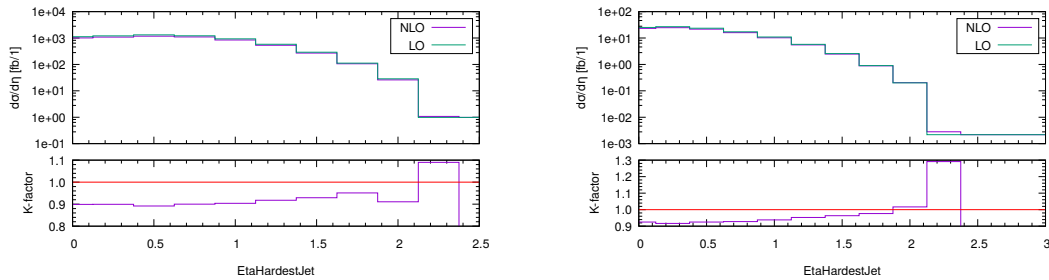 1e+04
1e+03
1e+02
1e+01
1e+00
1e-01
dσ/dη [fb/1]
NLO
LO
1.1
1.0
0.9
0.8
K-factor
0 0.5 1 1.5 2 2.5
EtaHardestJet
1e+02
1e+01
1e+00
1e-01
1e-02
1e-03
dσ/dη [fb/1]
NLO
LO
1.3
1.2
1.1
1.0
0.9
K-factor
0 0.5 1 1.5 2 2.5 3
EtaHardestJet